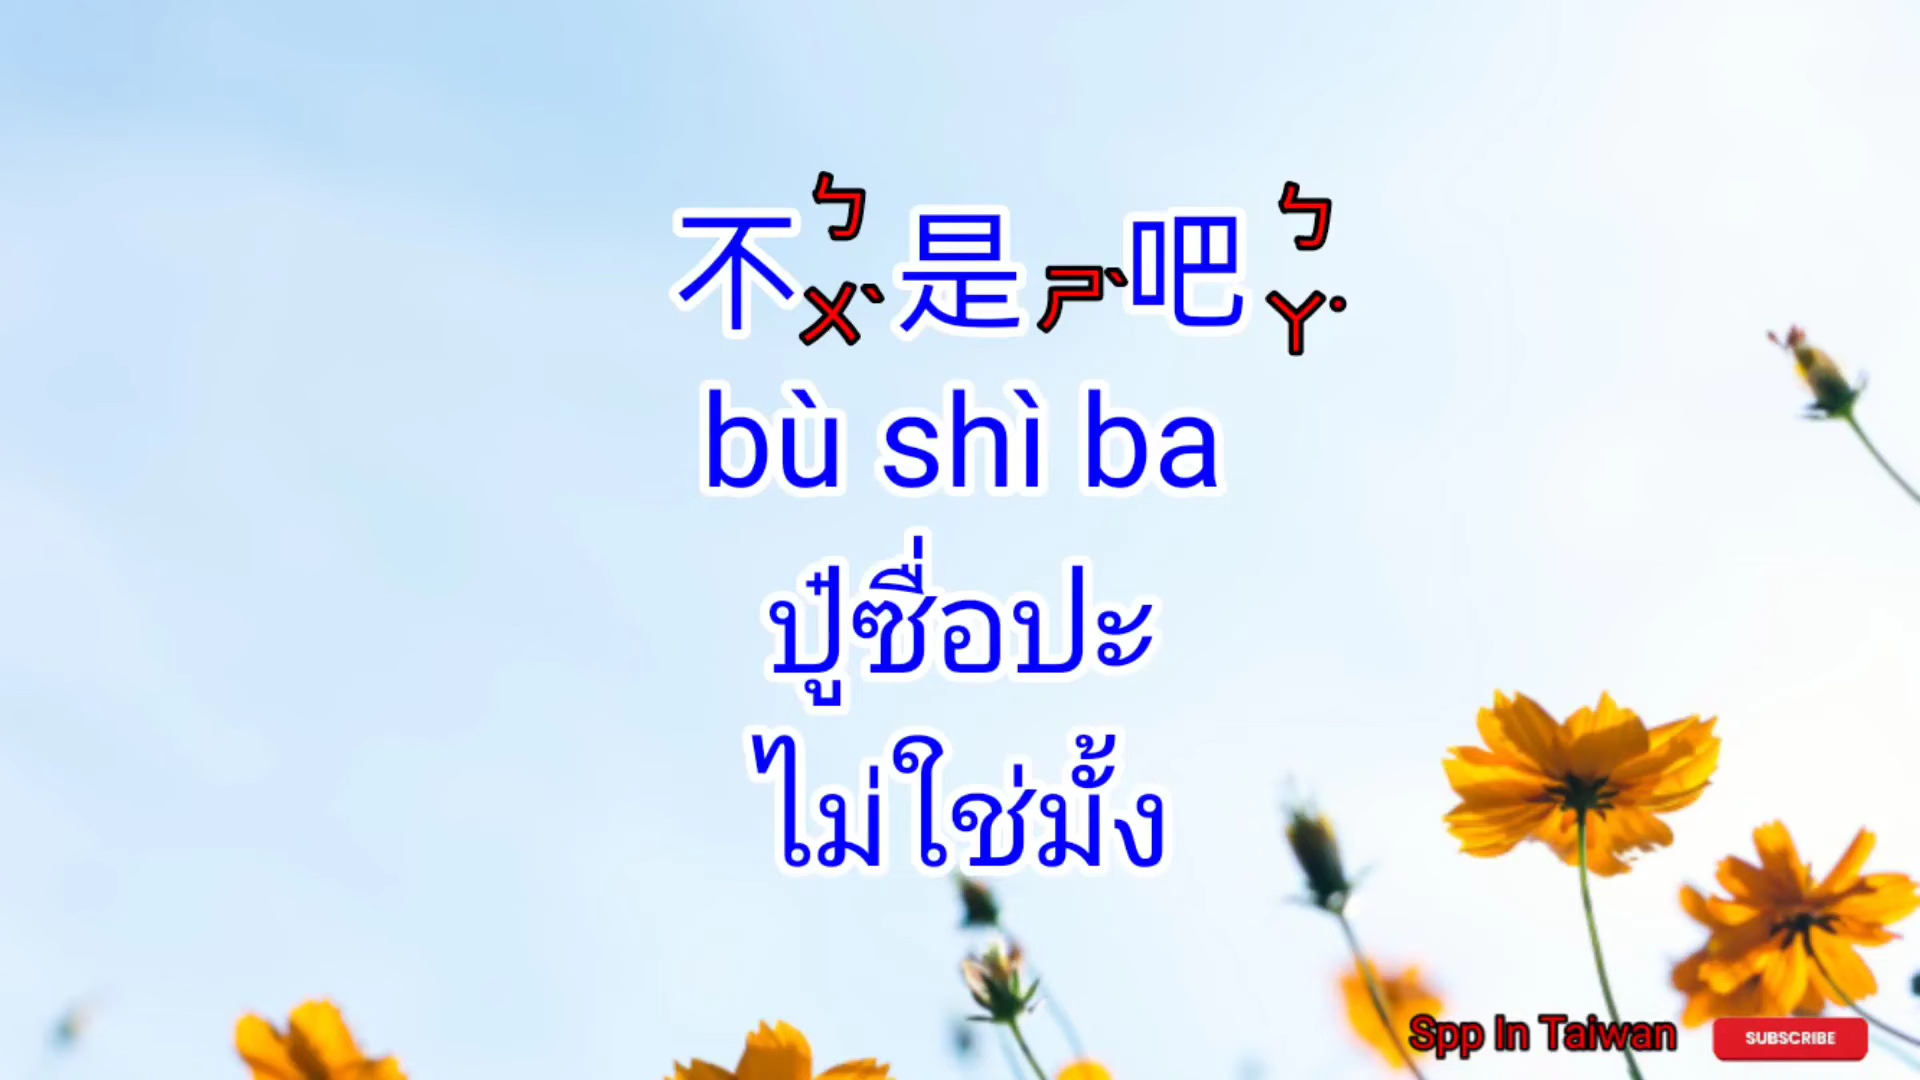 不ㄅㄨˋ是ㄕˋ吧ㄅㄚ˙
bù shì ba
ปู๋ซื่อปะ
ไม่ใช่มั้ง
Spp In Taiwan
SUBSCRIBE